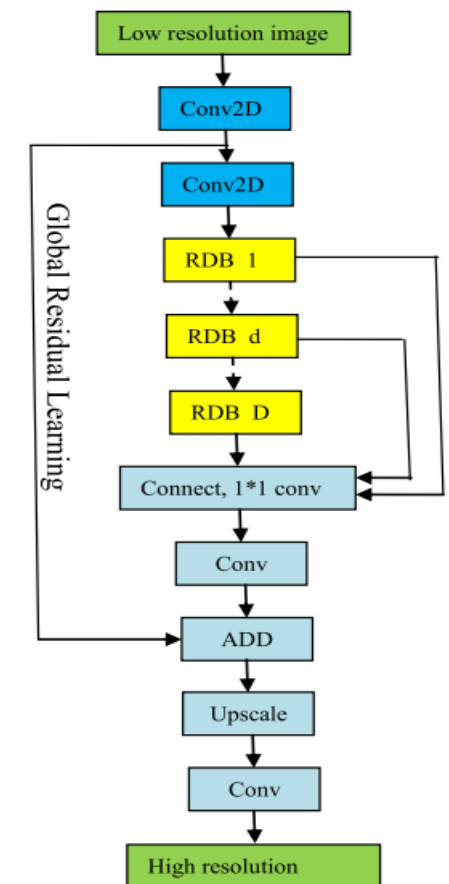 Low resolution image
Conv2D
Conv2D
Global Residual Learning
RDB 1
RDB d
RDB D
Connect, 1*1 conv
Conv
ADD
Upscale
Conv
High resolution